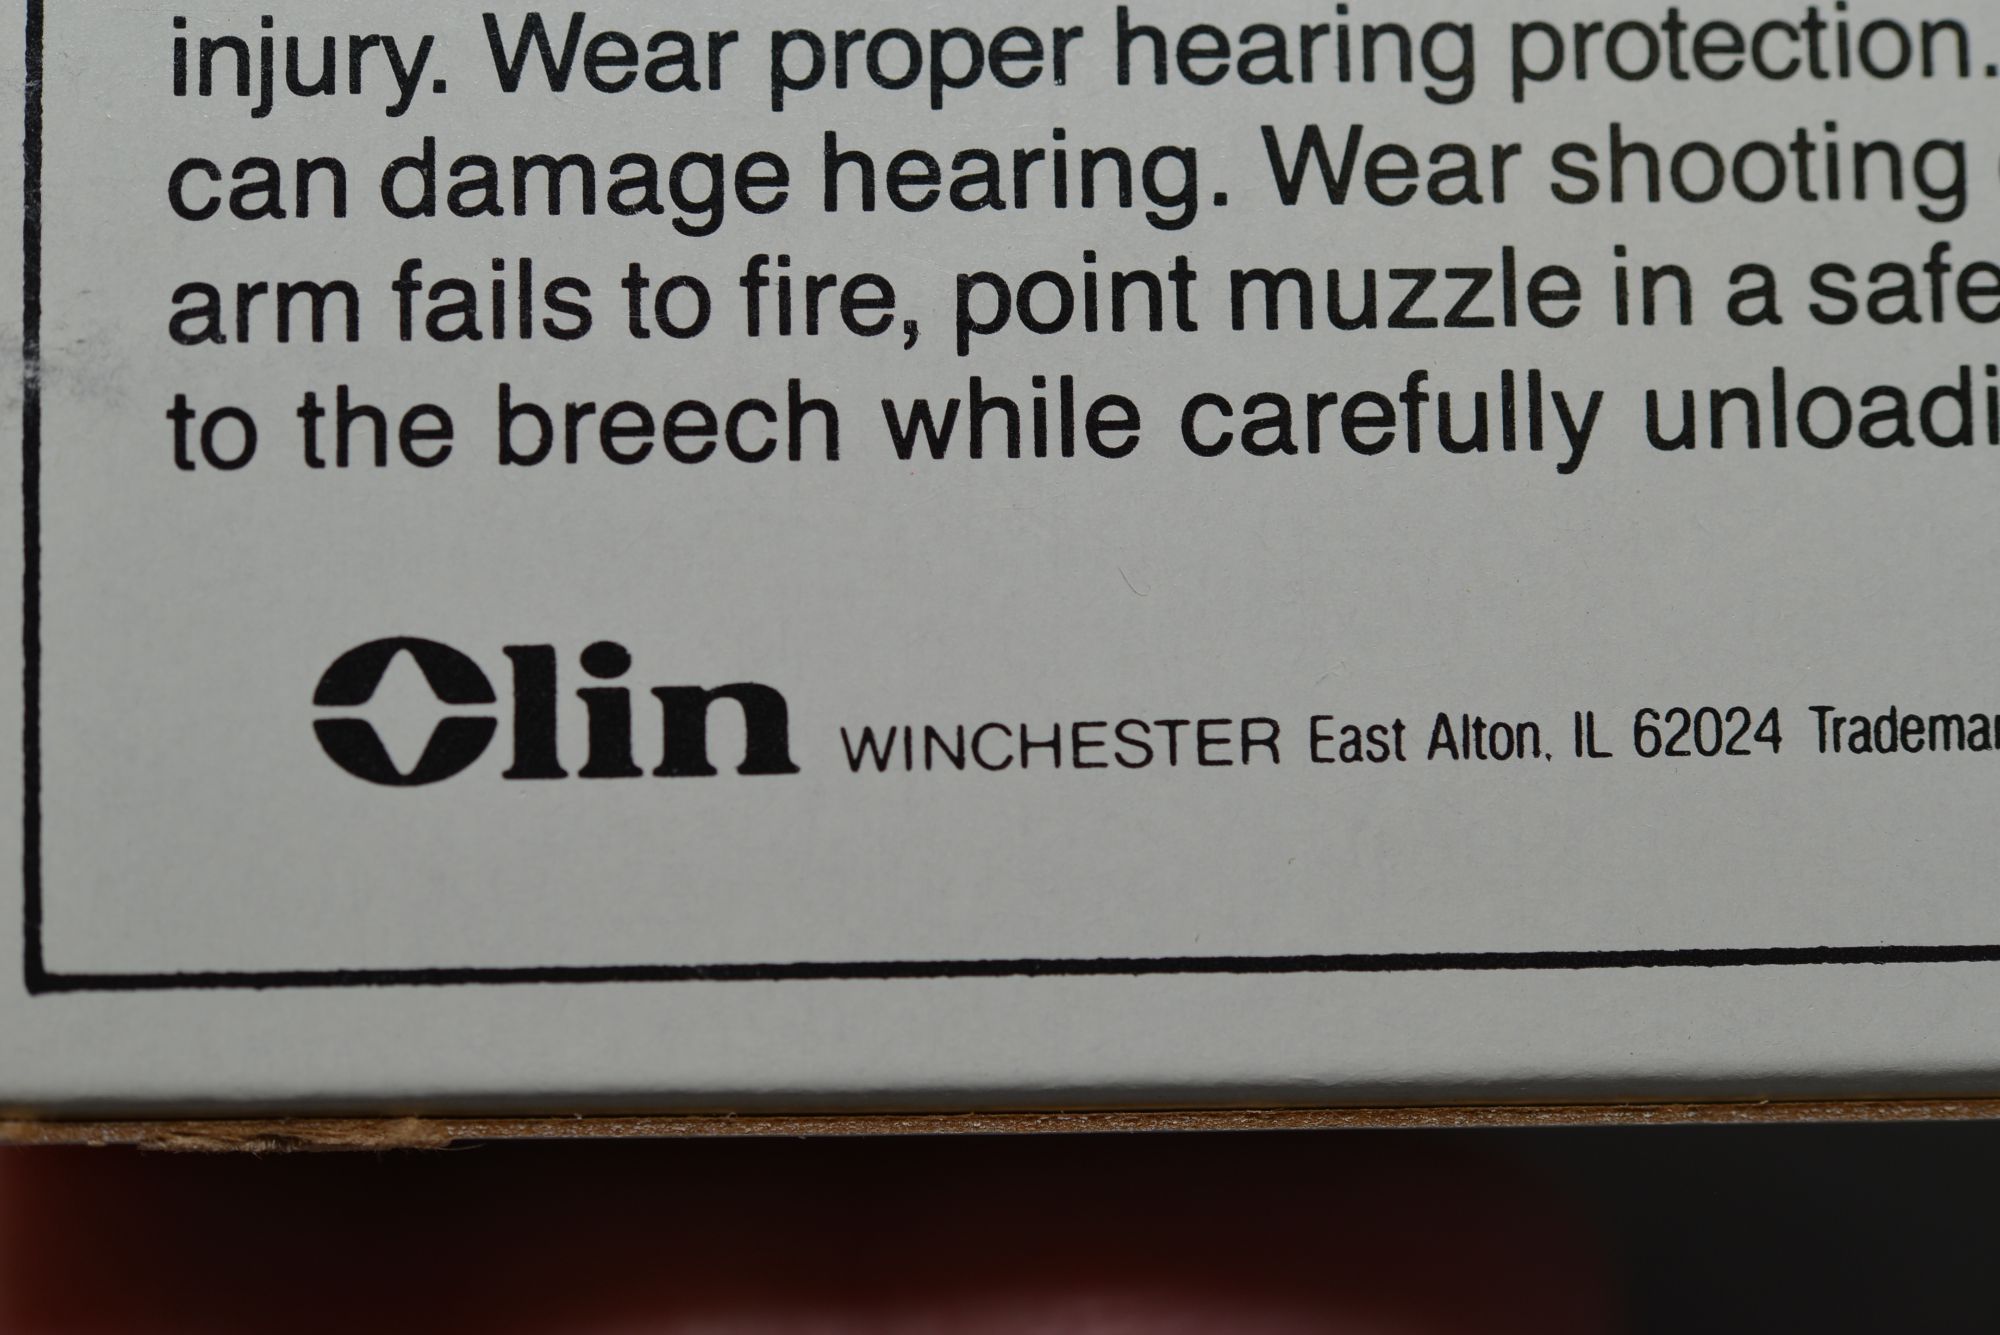 injury. Wear proper hearing protection.
can damage hearing. Wear shooting
arm fails to fire, point muzzle in a safe
to the breech while carefully unloadi
Olin WINCHESTER East Alton, IL 62024 Tradema